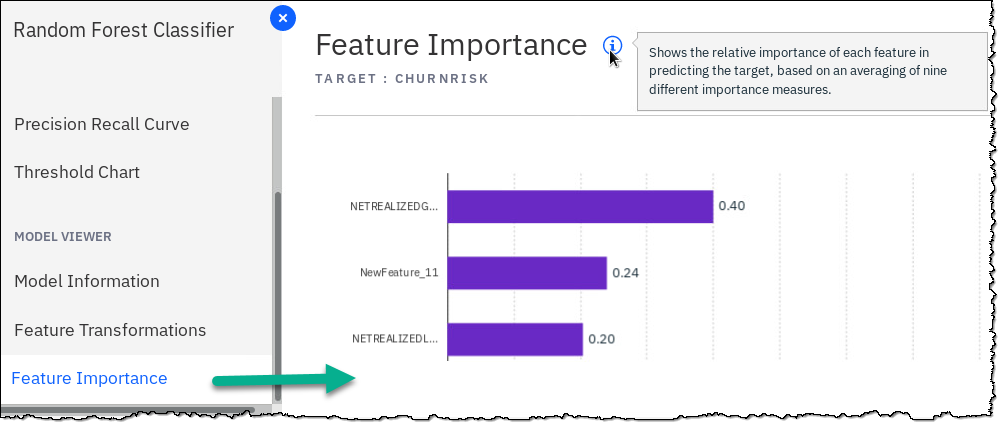 Random Forest Classifier
Precision Recall Curve
Threshold Chart
MODEL VIEWER
Model Information
Feature Transformations
Feature Importance
Feature Importance
TARGET : CHURNRISK
Shows the relative importance of each feature in
predicting the target, based on an averaging of nine
different importance measures.
NETREALIZEDG... 0.40
NewFeature_11 0.24
NETREALIZEDL... 0.20